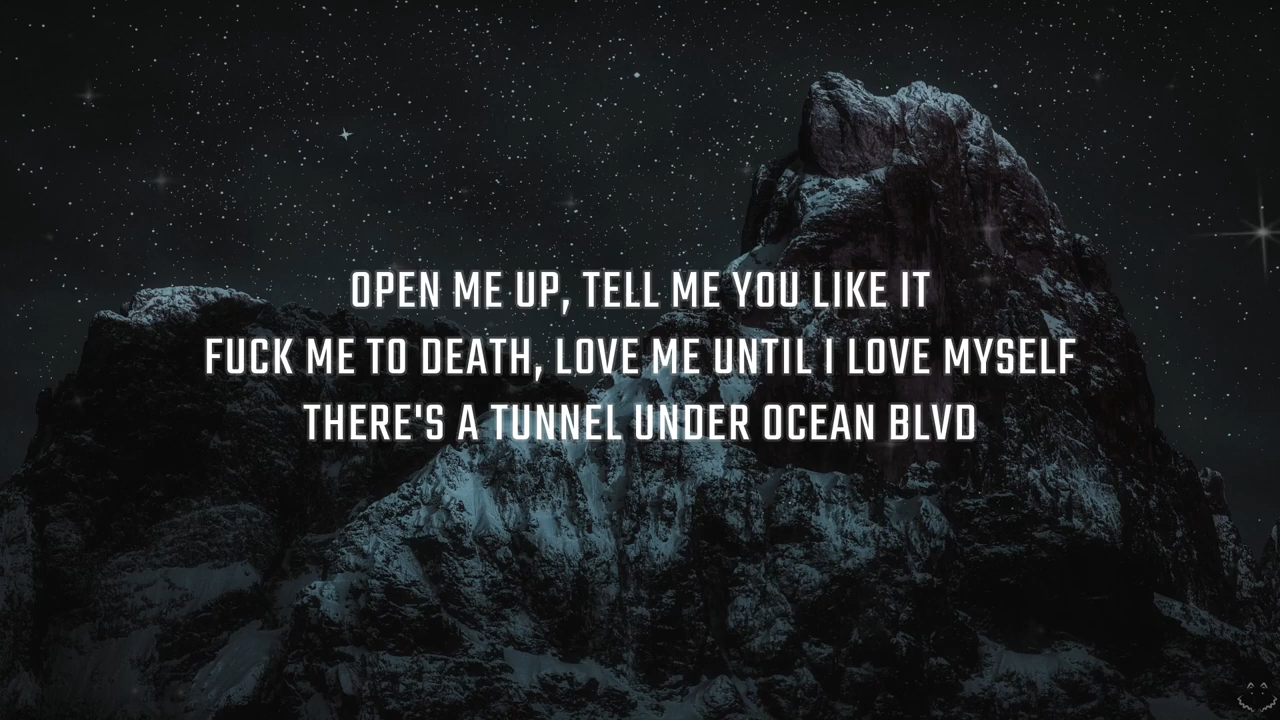 OPEN ME UP, TELL ME YOU LIKE IT
FUCK ME TO DEATH, LOVE ME UNTIL I LOVE MYSELF
THERE'S A TUNNEL UNDER OCEAN BLVD